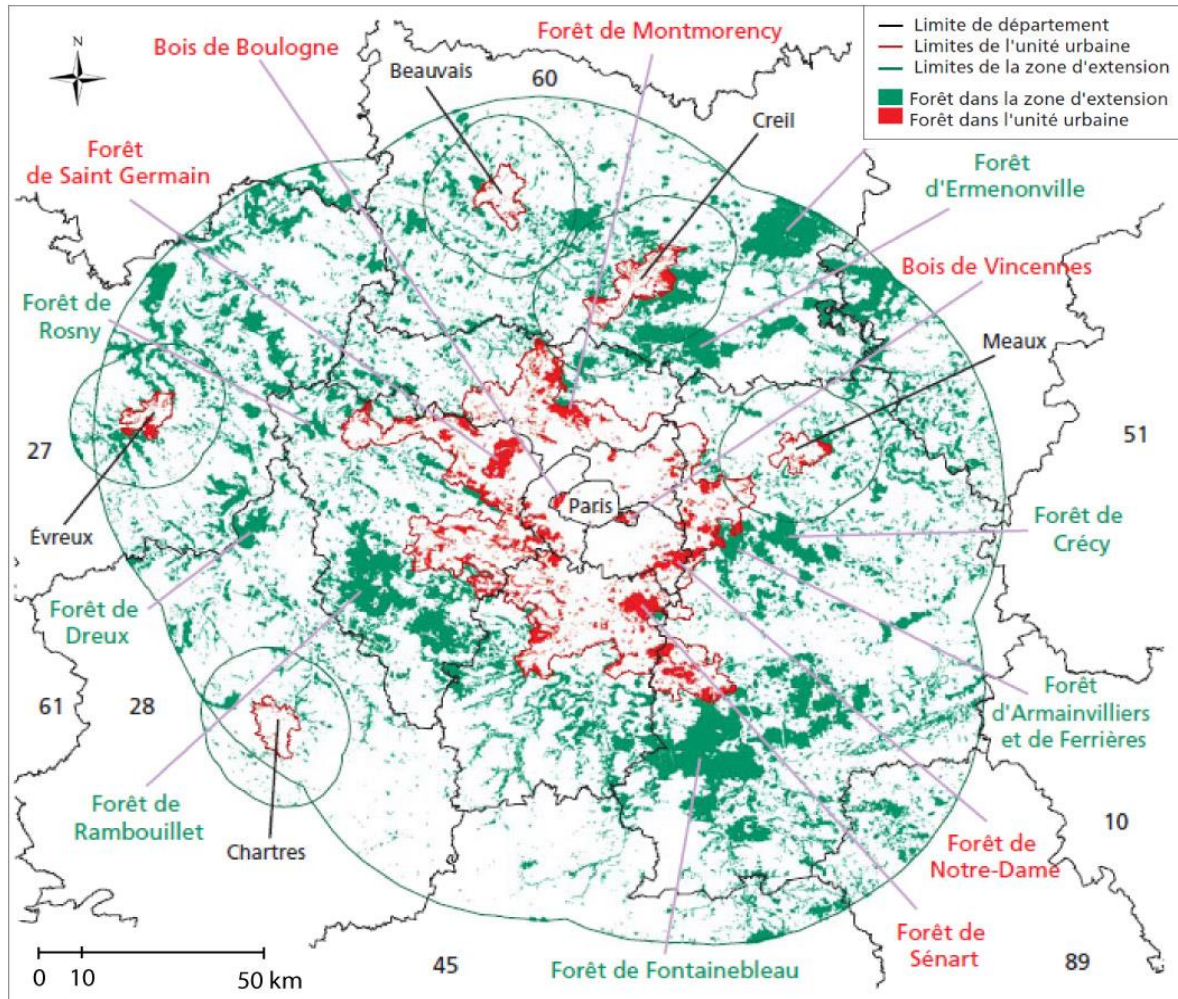 Limite de département
Limites de l'unité urbaine
Limites de la zone d'extension
Forêt dans la zone d'extension
Forêt dans l'unité urbaine
N
Bois de Boulogne
Forêt de Montmorency
Beauvais
60
Creil
Forêt
de Saint Germain
Forêt
d'Ermenonville
Bois de Vincennes
Forêt de
Rosny
Meaux
27
51
Paris
Évreux
Forêt de
Crécy
Forêt de
Dreux
61
28
Forêt
d'Armainvilliers
et de Ferrières
Forêt de
Rambouillet
Chartres
10
Forêt de
Notre-Dame
Forêt de
Sénart
0 10 50 km
45
Forêt de Fontainebleau
89